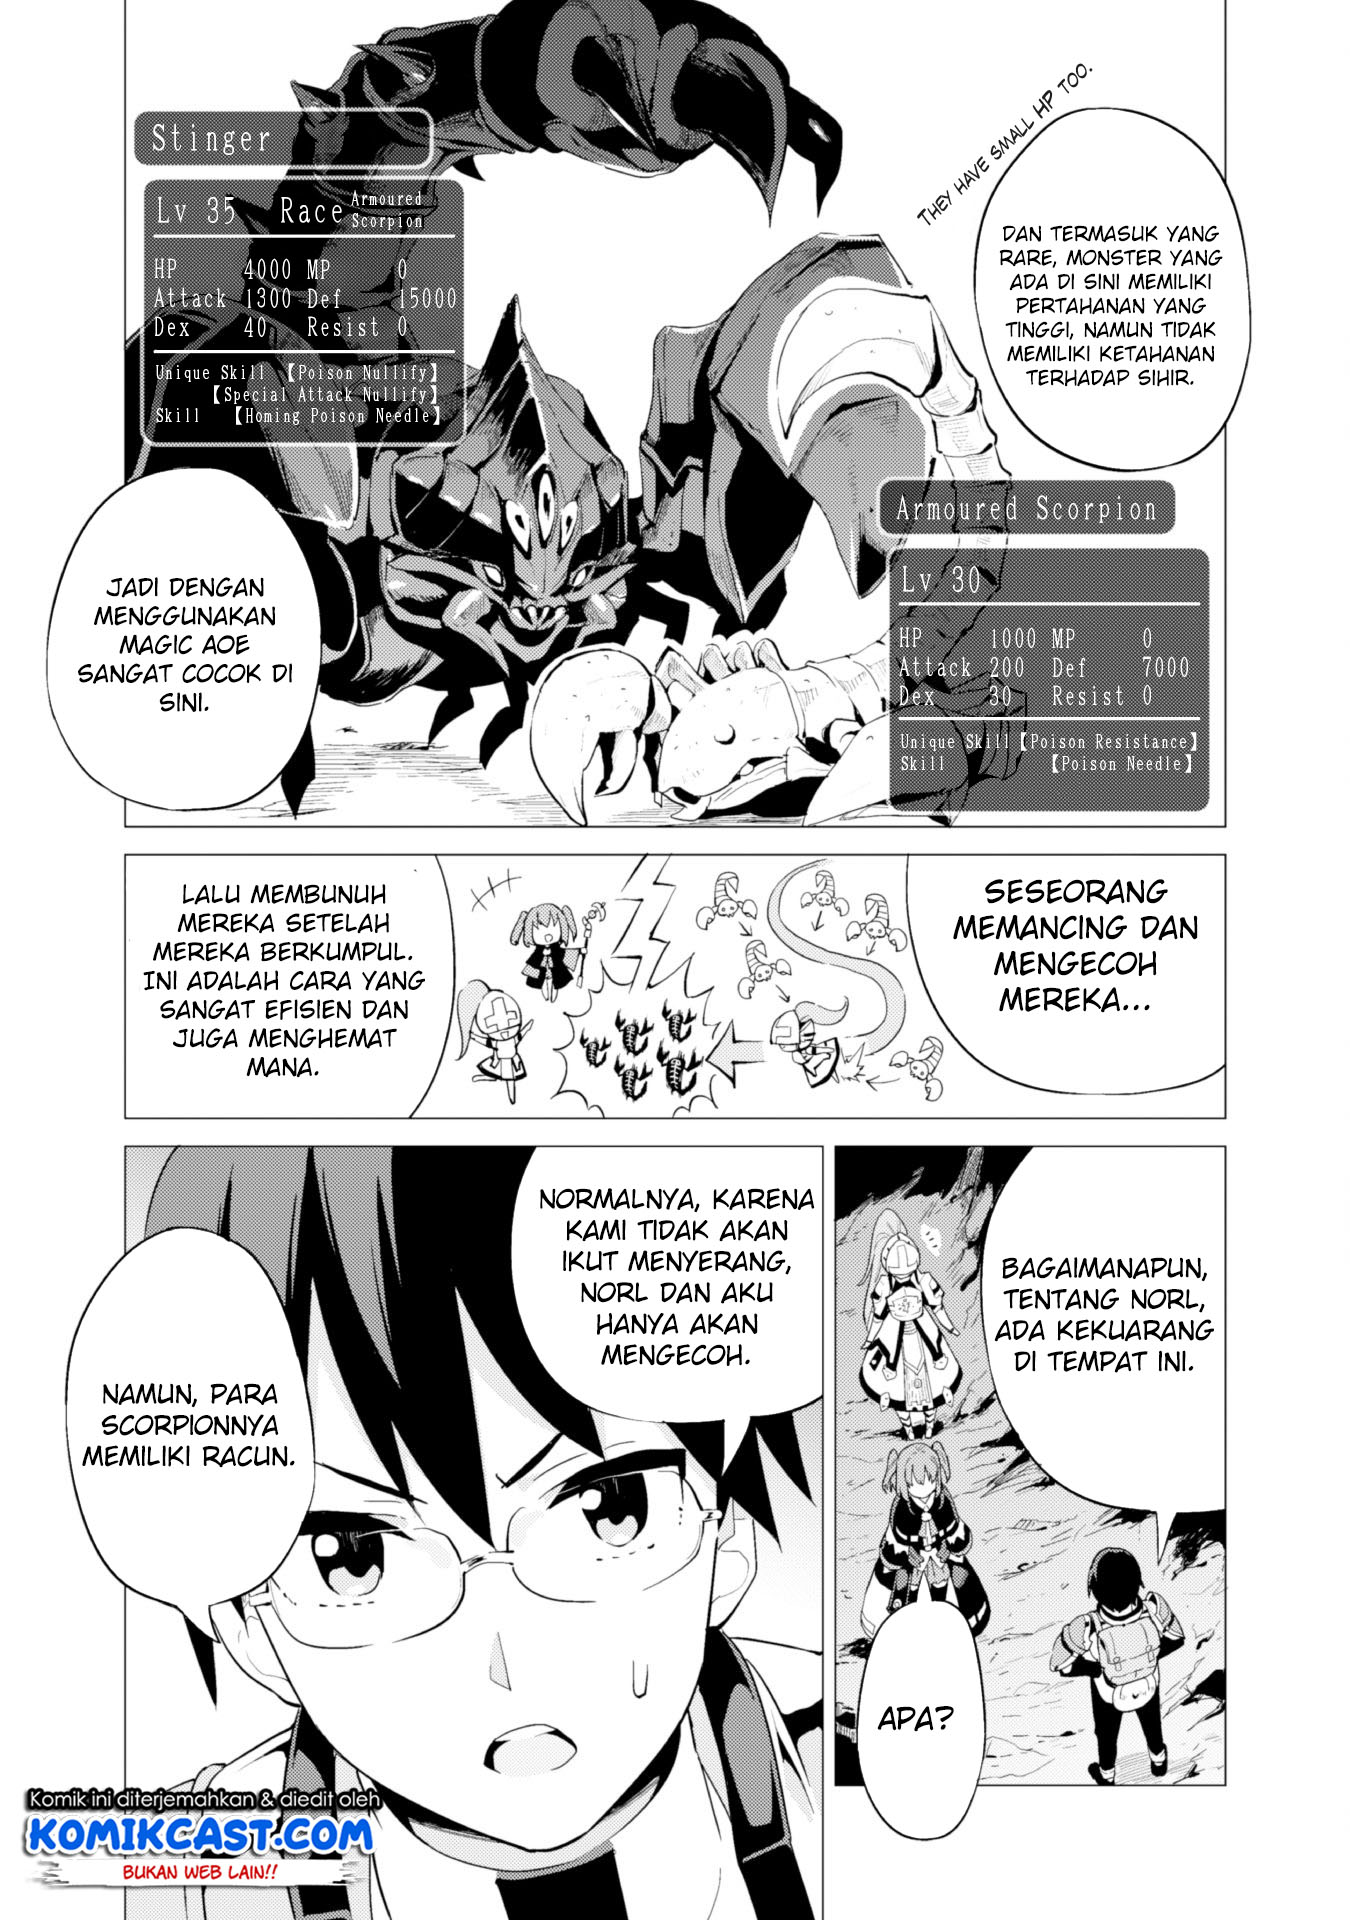 THEY HAVE SMALL HP TOO.
DAN TERMASUK YANG
RARE, MONSTER YANG
ADA DI SINI MEMILIKI
PERTAHANAN YANG
TINGGI, NAMUN TIDAK
MEMILIKI KETAHANAN
TERHADAP SIHIR.
Stinger
Lv 35 Race Armoured
Scorpion
HP 4000 MP 0
Attack 1300 Def 15000
Dex 40 Resist 0
Unique Skill 【Poison Nullify】
【Special Attack Nullify】
Skill 【Homing Poison Needle】
Armoured Scorpion
Lv 30
HP 1000 MP 0
Attack 200 Def 7000
Dex 30 Resist 0
Unique Skill【Poison Resistance】
Skill 【Poison Needle】
JADI DENGAN
MENGGUNAKAN
MAGIC AOE
SANGAT COCOK DI
SINI.
SESEORANG
MEMANCING DAN
MENGECOH
MEREKA...
LALU MEMBUNUH
MEREKA SETELAH
MEREKA BERKUMPUL.
INI ADALAH CARA YANG
SANGAT EFISIEN DAN
JUGA MENGHEMAT
MANA.
BAGAIMANAPUN,
TENTANG NORL,
ADA KEKUARANG
DI TEMPAT INI.
APA?
NORMALNYA, KARENA
KAMI TIDAK AKAN
IKUT MENYERANG,
NORL DAN AKU
HANYA AKAN
MENGECOH.
NAMUN, PARA
SCORPIONNYA
MEMILIKI RACUN.
Komik ini diterjemahkan & diedit oleh
KOMIKCAST.COM
BUKAN WEB LAIN!!